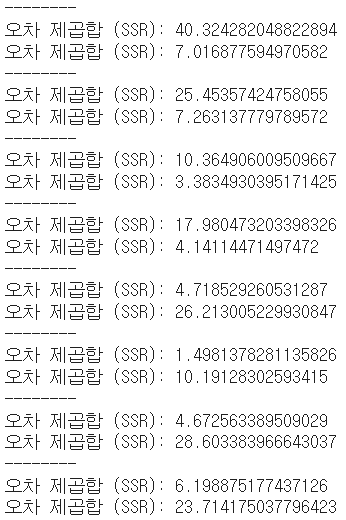 --------
오차 제곱합 (SSR): 40.324282048822894
오차 제곱합 (SSR): 7.016877594970582
--------
오차 제곱합 (SSR): 25.45357424758055
오차 제곱합 (SSR): 7.263137779789572
--------
오차 제곱합 (SSR): 10.364906009509667
오차 제곱합 (SSR): 3.3834930395171425
--------
오차 제곱합 (SSR): 17.980473203398326
오차 제곱합 (SSR): 4.14114471497472
--------
오차 제곱합 (SSR): 4.718529260531287
오차 제곱합 (SSR): 26.213005229930847
--------
오차 제곱합 (SSR): 1.4981378281135826
오차 제곱합 (SSR): 10.19128302593415
--------
오차 제곱합 (SSR): 4.672563389509029
오차 제곱합 (SSR): 28.603383966643037
--------
오차 제곱합 (SSR): 6.198875177437126
오차 제곱합 (SSR): 23.714175037796423